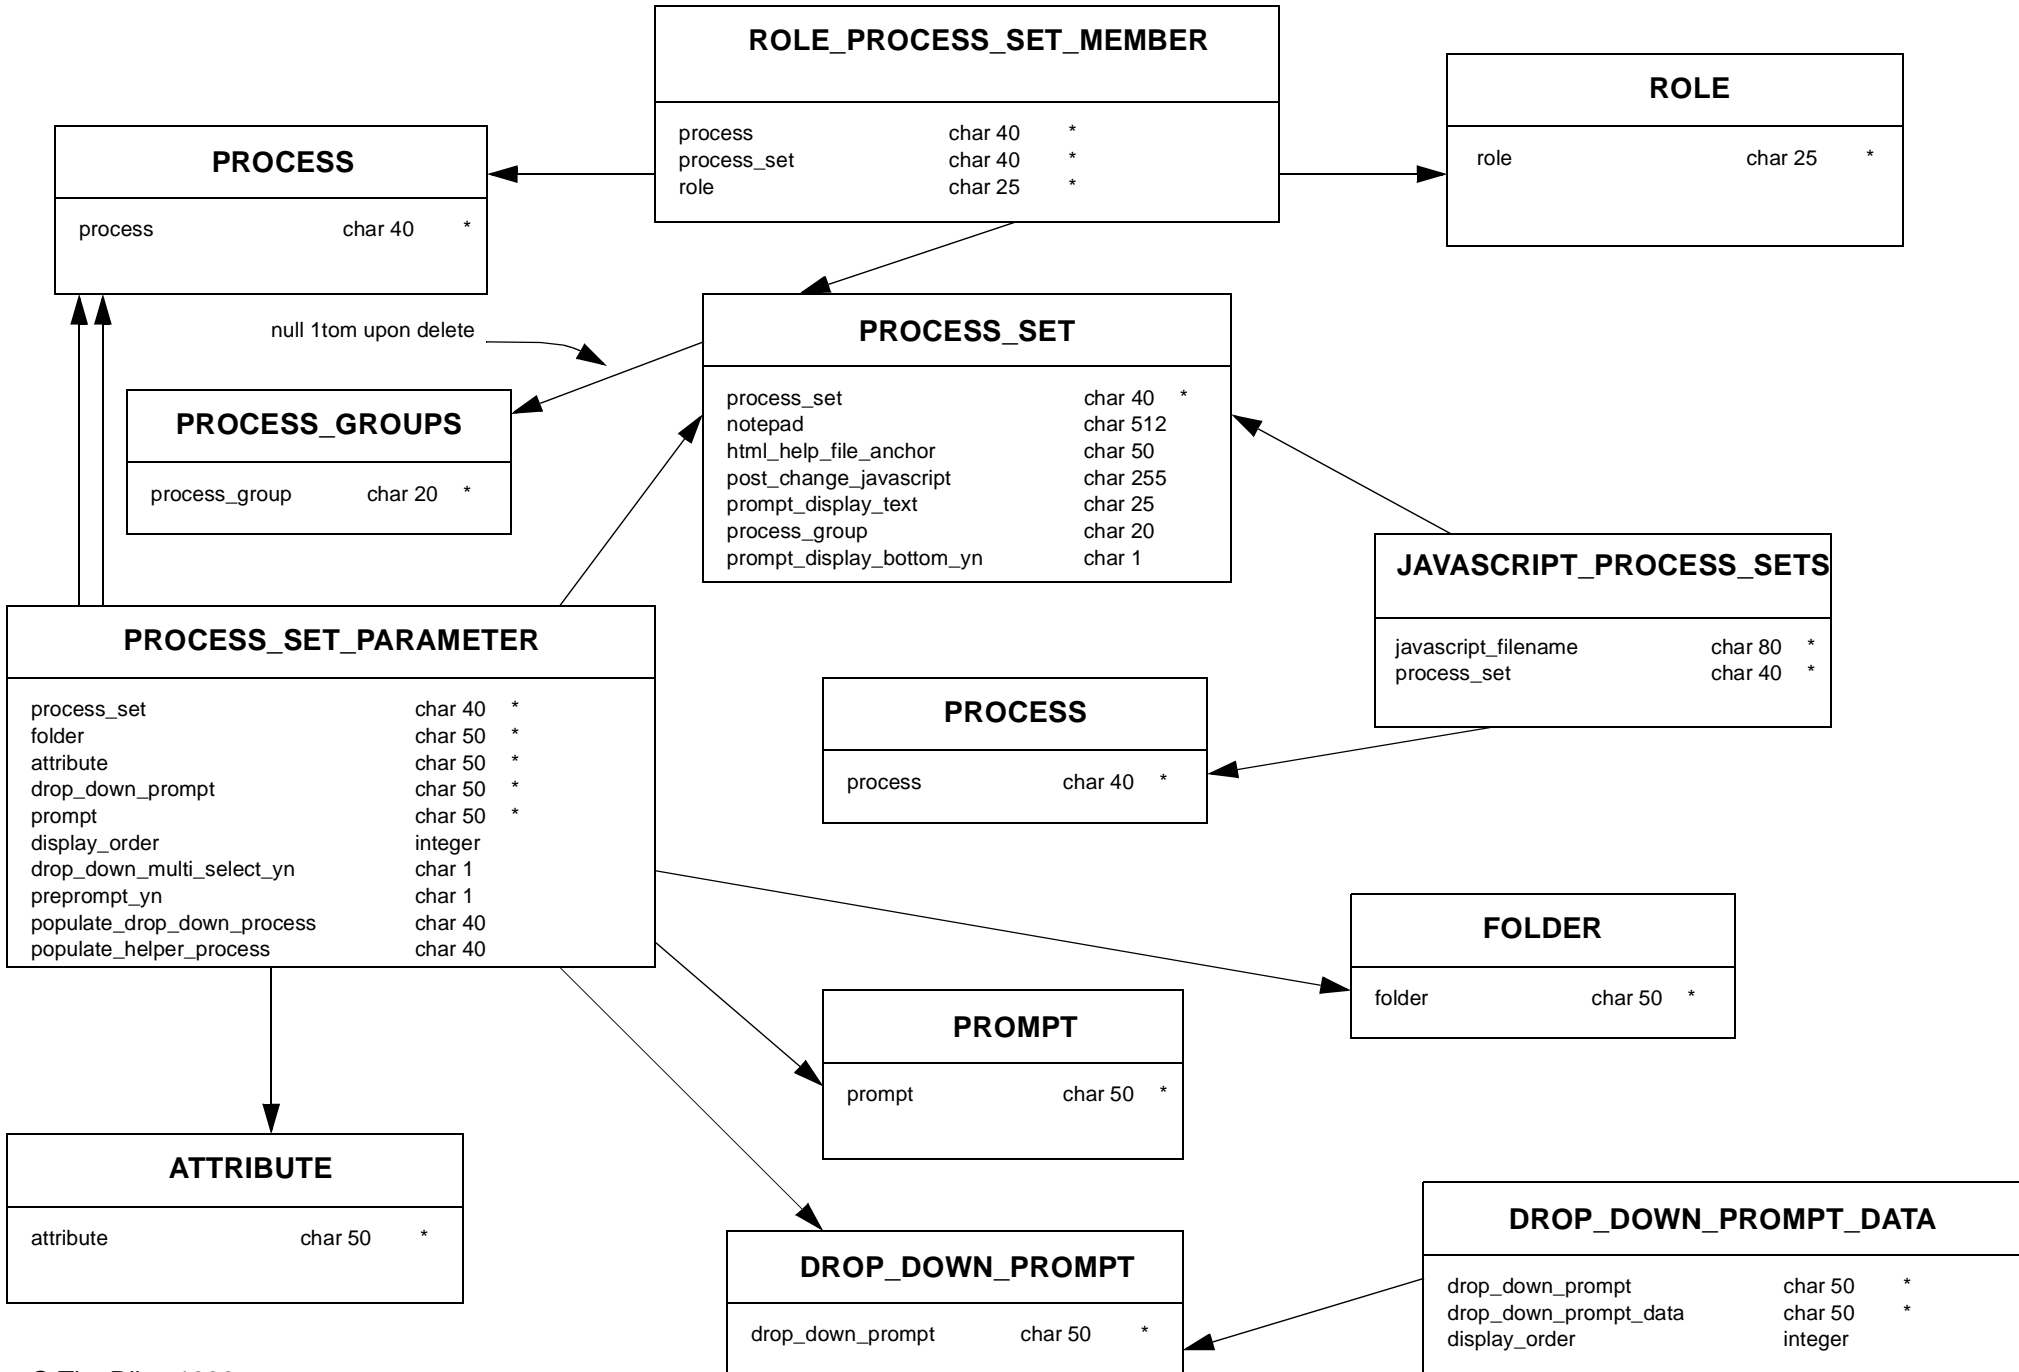 ROLE_PROCESS_SET_MEMBER
process char 40 *
process_set char 40 *
role char 25 *
ROLE
role char 25 *
PROCESS
process char 40 *
null 1tom upon delete
PROCESS_SET
process_set char 40 *
notepad char 512
html_help_file_anchor char 50
post_change_javascript char 255
prompt_display_text char 25
process_group char 20
prompt_display_bottom_yn char 1
PROCESS_GROUPS
process_group char 20 *
JAVASCRIPT_PROCESS_SETS
javascript_filename char 80 *
process_set char 40 *
PROCESS_SET_PARAMETER
process_set char 40 *
folder char 50 *
attribute char 50 *
drop_down_prompt char 50 *
prompt char 50 *
display_order integer
drop_down_multi_select_yn char 1
preprompt_yn char 1
populate_drop_down_process char 40
populate_helper_process char 40
PROCESS
process char 40 *
FOLDER
folder char 50 *
PROMPT
prompt char 50 *
ATTRIBUTE
attribute char 50 *
DROP_DOWN_PROMPT
drop_down_prompt char 50 *
DROP_DOWN_PROMPT_DATA
drop_down_prompt char 50 *
drop_down_prompt_data char 50 *
display_order integer